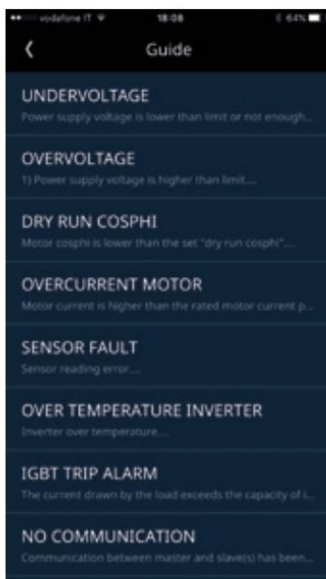 vodafone IT 18:08 64%
Guide
UNDERVOLTAGE
Power supply voltage is lower than limit or not enough...
OVERVOLTAGE
1) Power supply voltage is higher than limit....
DRY RUN COSPHI
Motor cosphi is lower than the set "dry run cosphi"....
OVERCURRENT MOTOR
Motor current is higher than the rated motor current p...
SENSOR FAULT
Sensor reading error....
OVER TEMPERATURE INVERTER
Inverter over temperature....
IGBT TRIP ALARM
The current drawn by the load exceeds the capacity of i...
NO COMMUNICATION
Communication between master and slave(s) has been...